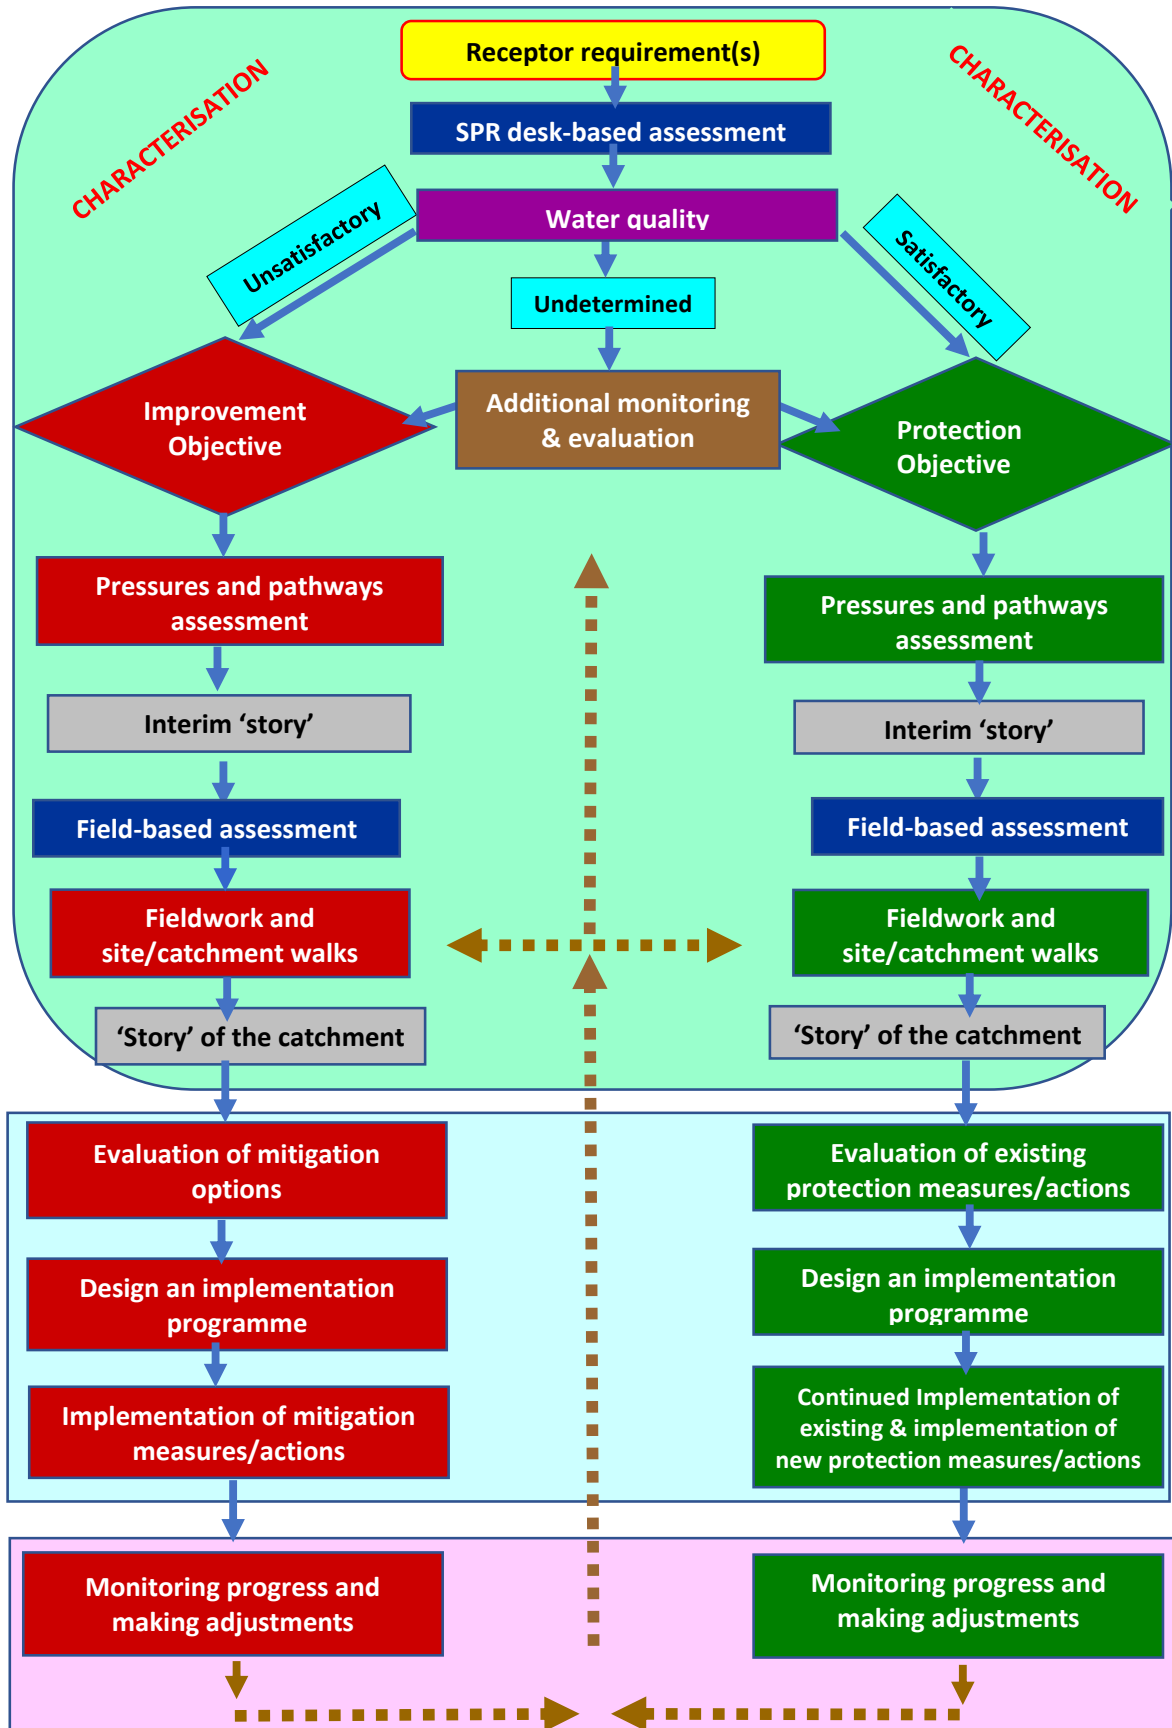 Receptor requirement(s)
CHARACTERISATION
CHARACTERISATION
SPR desk-based assessment
Water quality
Unsatisfactory
Satisfactory
Undetermined
Improvement
Objective
Additional monitoring
& evaluation
Protection
Objective
Pressures and pathways
assessment
Pressures and pathways
assessment
Interim ‘story’
Interim ‘story’
Field-based assessment
Field-based assessment
Fieldwork and
site/catchment walks
Fieldwork and
site/catchment walks
‘Story’ of the catchment
‘Story’ of the catchment
Evaluation of mitigation
options
Evaluation of existing
protection measures/actions
Design an implementation
programme
Design an implementation
programme
Implementation of mitigation
measures/actions
Continued Implementation of
existing & implementation of
new protection measures/actions
Monitoring progress and
making adjustments
Monitoring progress and
making adjustments